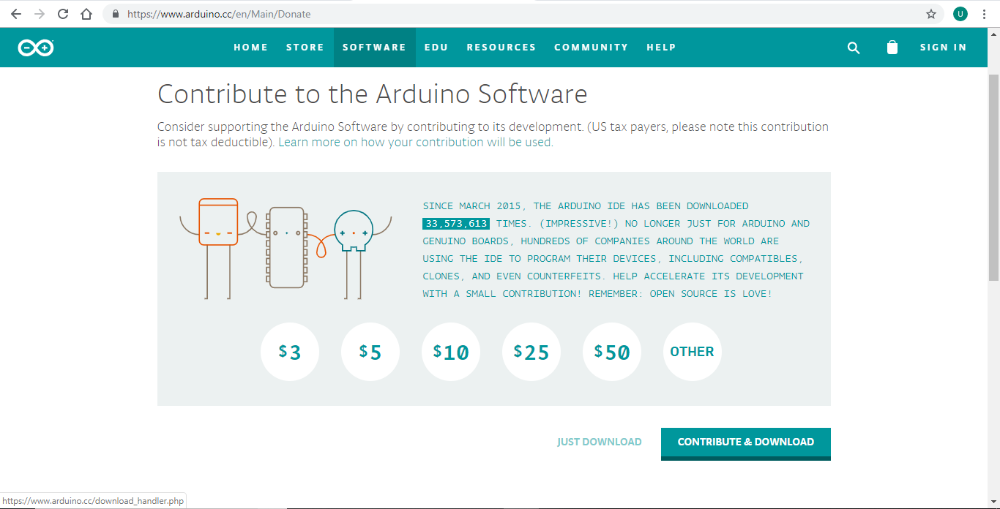 https://www.arduino.cc/en/Main/Donate
U
HOME STORE SOFTWARE EDU RESOURCES COMMUNITY HELP SIGN IN
Contribute to the Arduino Software
Consider supporting the Arduino Software by contributing to its development. (US tax payers, please note this contribution
is not tax deductible). Learn more on how your contribution will be used.
SINCE MARCH 2015, THE ARDUINO IDE HAS BEEN DOWNLOADED
33,573,613 TIMES. (IMPRESSIVE!) NO LONGER JUST FOR ARDUINO AND
GENUINO BOARDS, HUNDREDS OF COMPANIES AROUND THE WORLD ARE
USING THE IDE TO PROGRAM THEIR DEVICES, INCLUDING COMPATIBLES,
CLONES, AND EVEN COUNTERFEITS. HELP ACCELERATE ITS DEVELOPMENT
WITH A SMALL CONTRIBUTION! REMEMBER: OPEN SOURCE IS LOVE!
$3 $5 $10 $25 $50 OTHER
JUST DOWNLOAD CONTRIBUTE & DOWNLOAD
https://www.arduino.cc/download_handler.php